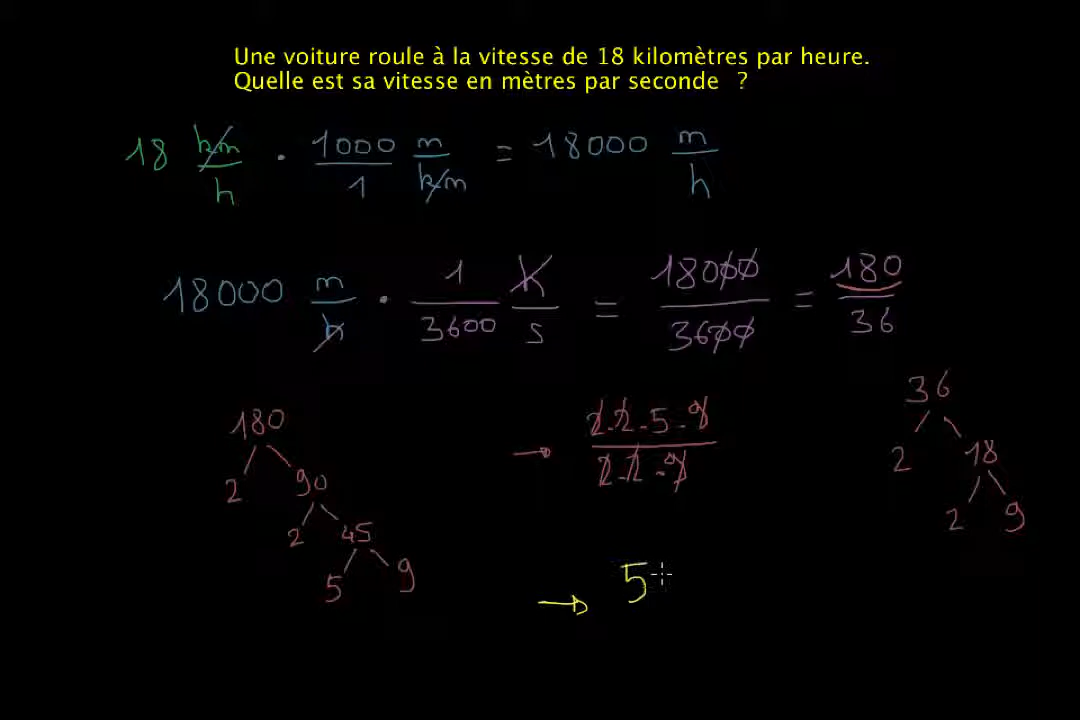 Une voiture roule à la vitesse de 18 kilomètres par heure.
Quelle est sa vitesse en mètres par seconde ?
18 km/h · 1000/1 m/km = 18000 m/h
18000 m/h · 1/3600 h/s = 18000/3600 = 180/36
180
2 90
2 45
5 9
→ 2·2·5·9/2·2·9
36
2 18
2 9
→ 5